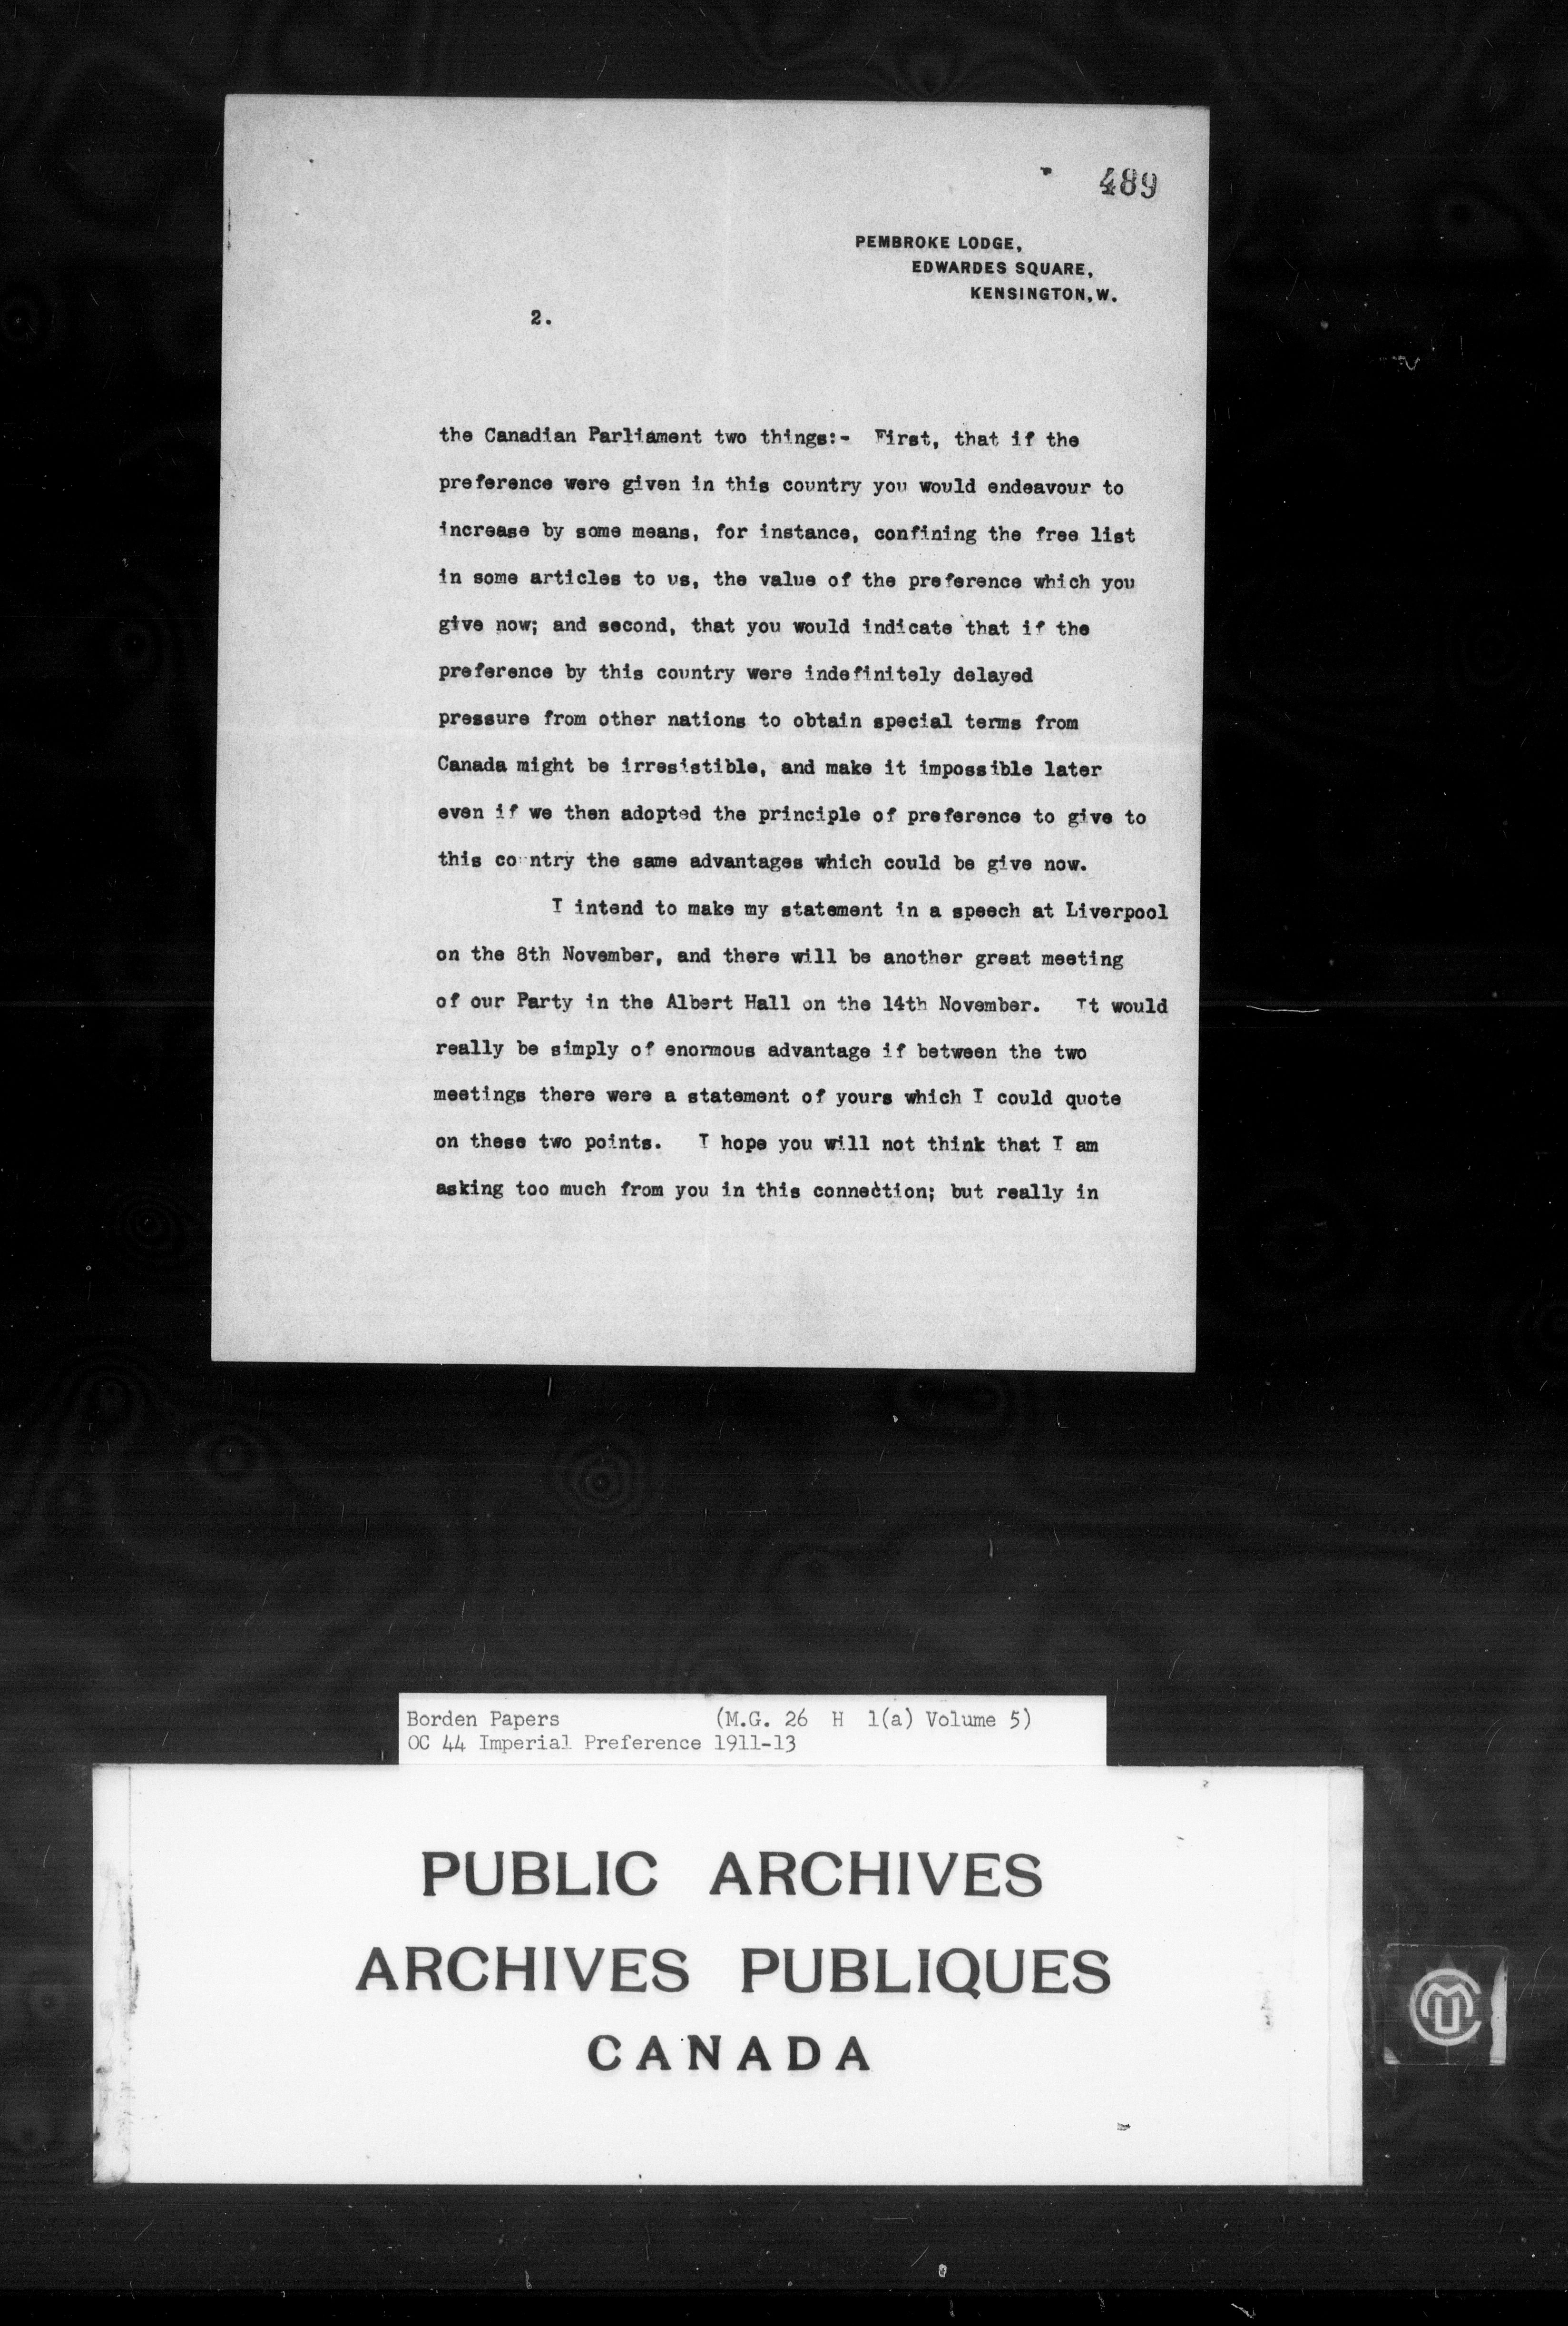 489
PEMBROKE LODGE,
EDWARDES SQUARE,
KENSINGTON, W.
2.
the Canadian Parliament two things:- First, that if the
preference were given in this country you would endeavour to
increase by some means, for instance, confining the free list
in some articles to us, the value of the preference which you
give now; and second, that you would indicate that if the
preference by this country were indefinitely delayed
pressure from other nations to obtain special terms from
Canada might be irresistible, and make it impossible later
even if we then adopted the principle of preference to give to
this country the same advantages which could be give now.
I intend to make my statement in a speech at Liverpool
on the 8th November, and there will be another great meeting
of our Party in the Albert Hall on the 14th November. It would
really be simply of enormous advantage if between the two
meetings there were a statement of yours which I could quote
on these two points. I hope you will not think that I am
asking too much from you in this connection; but really in
Borden Papers (M.G. 26 H 1(a) Volume 5)
OC 44 Imperial Preference 1911-13
PUBLIC ARCHIVES
ARCHIVES PUBLIQUES
CANADA